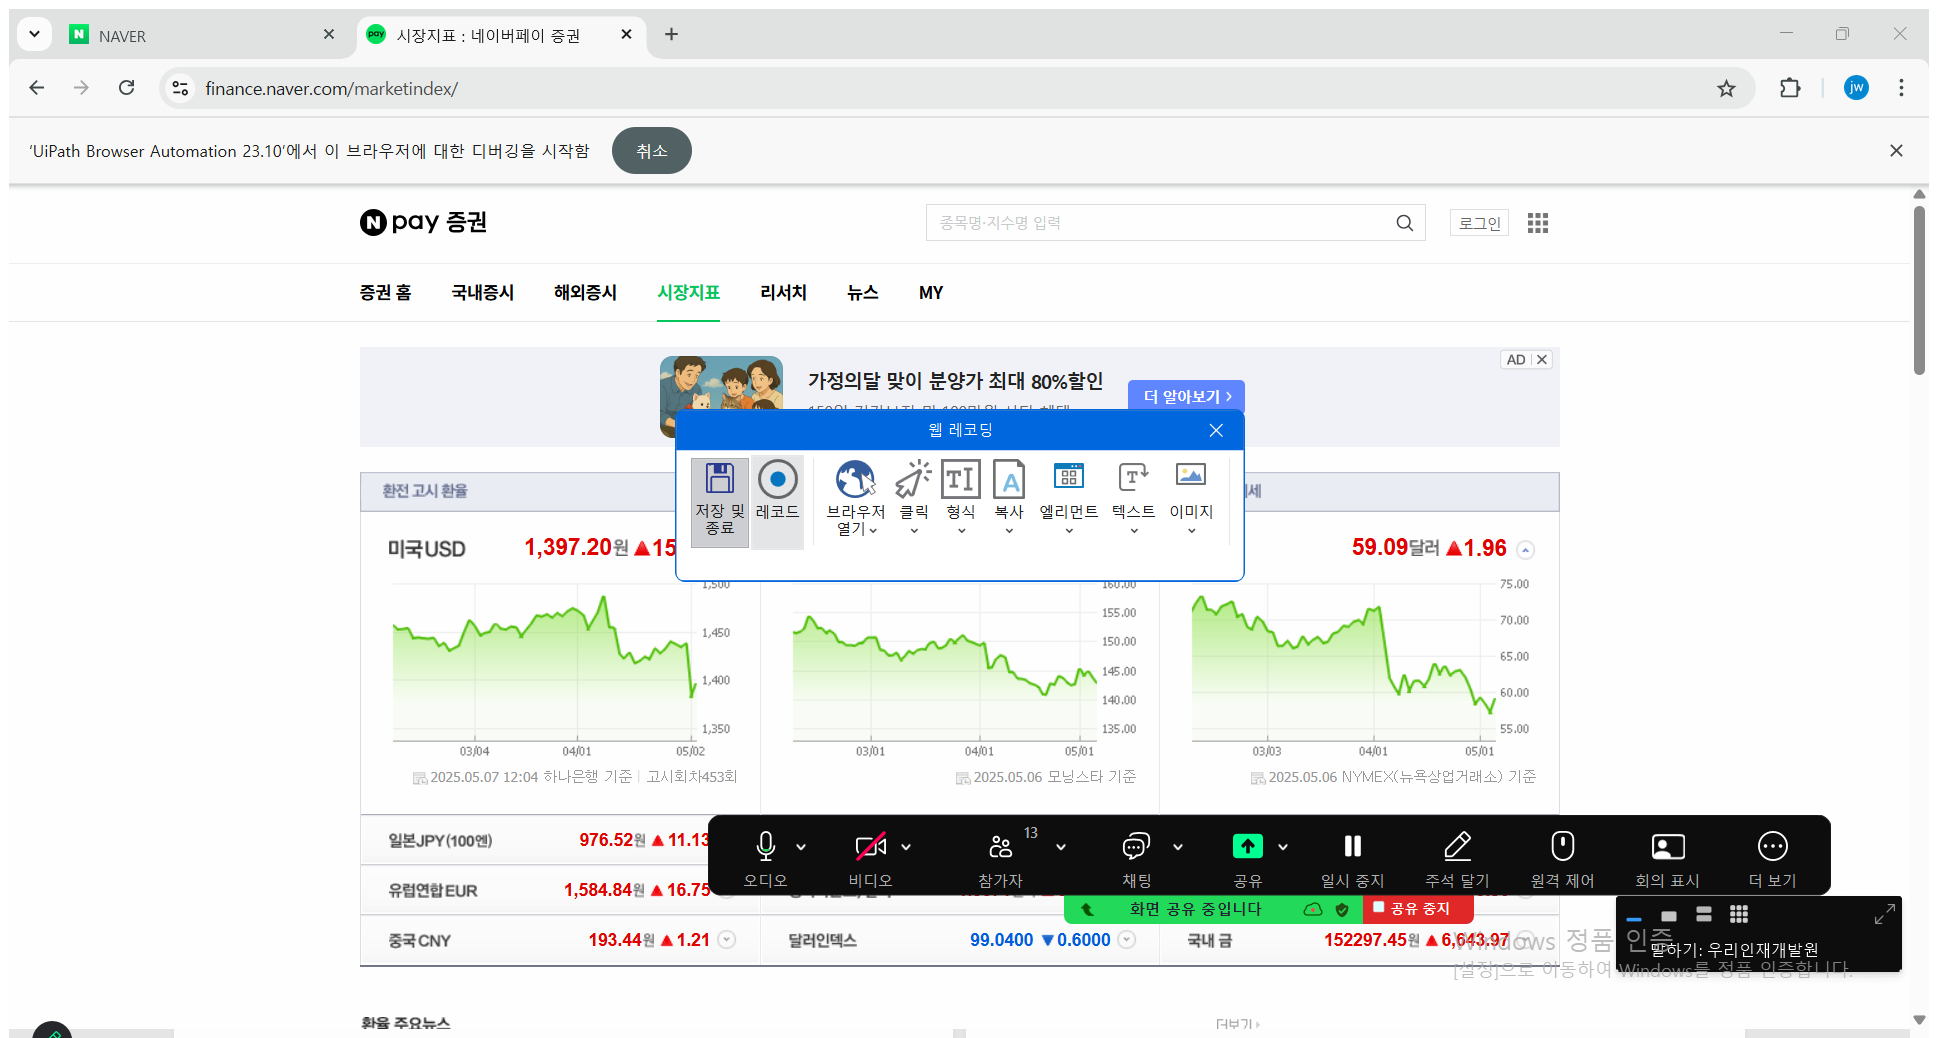 NAVER
pay 시장지표 : 네이버페이 증권
finance.naver.com/marketindex/
jw
'UiPath Browser Automation 23.10'에서 이 브라우저에 대한 디버깅을 시작함
취소
N pay 증권
종목명·지수명 입력
로그인
증권 홈 국내증시 해외증시 시장지표 리서치 뉴스 MY
가정의달 맞이 분양가 최대 80%할인
더 알아보기
AD
웹 레코딩
저장 및
종료
레코드
브라우저
열기
클릭
형식
복사
엘리먼트
텍스트
이미지
환전 고시 환율
세
미국USD 1,397.20원 ▲15
59.09달러 ▲1.96
1,500
1,450
1,400
1,350
03/04 04/01 05/02
2025.05.07 12:04 하나은행 기준 고시회차453회
160.00
155.00
150.00
145.00
140.00
135.00
03/01 04/01 05/01
2025.05.06 모닝스타 기준
75.00
70.00
65.00
60.00
55.00
03/03 04/01 05/01
2025.05.06 NYMEX(뉴욕상업거래소) 기준
일본JPY(100엔) 976.52원 ▲11.13
유럽연합EUR 1,584.84원 ▲16.75
중국CNY 193.44원 ▲1.21
달러인덱스 99.0400 ▼0.6000
국내 금 152297.45원 ▲6,643.97
오디오
비디오
13
참가자
채팅
공유
일시 중지
주석 달기
원격 제어
회의 표시
더 보기
화면 공유 중입니다
공유 중지
Windows 정품 인증
[설정]으로 이동하여 Windows를 정품 인증합니다.
말하기: 우리인재개발원
환율 주요뉴스
더보기